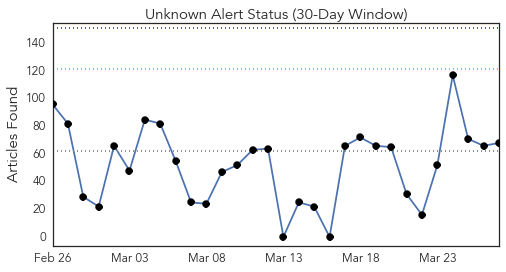 Unknown Alert Status (30-Day Window)
Articles Found
140
120
100
80
60
40
20
0
Feb 26
Mar 03
Mar 08
Mar 13
Mar 18
Mar 23